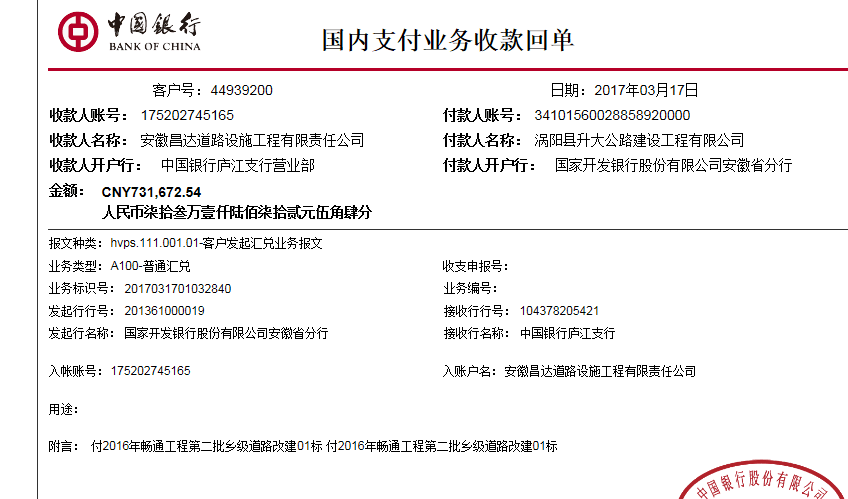 中国银行
BANK OF CHINA
国内支付业务收款回单
客户号：44939200 日期：2017年03月17日
收款人账号：175202745165 付款人账号：34101560028858920000
收款人名称：安徽昌达道路设施工程有限责任公司 付款人名称：涡阳县升大公路建设工程有限公司
收款人开户行：中国银行庐江支行营业部 付款人开户行：国家开发银行股份有限公司安徽省分行
金额：CNY731,672.54
人民币柒拾叁万壹仟陆佰柒拾贰元伍角肆分
报文种类：hvps.111.001.01-客户发起汇兑业务报文
业务类型：A100-普通汇兑 收支申报号：
业务标识号：2017031701032840 业务编号：
发起行行号：201361000019 接收行行号：104378205421
发起行名称：国家开发银行股份有限公司安徽省分行 接收行名称：中国银行庐江支行
入帐账号：175202745165 入账户名：安徽昌达道路设施工程有限责任公司
用途：
附言：付2016年畅通工程第二批乡级道路改建01标 付2016年畅通工程第二批乡级道路改建01标
中国银行股份有限公司